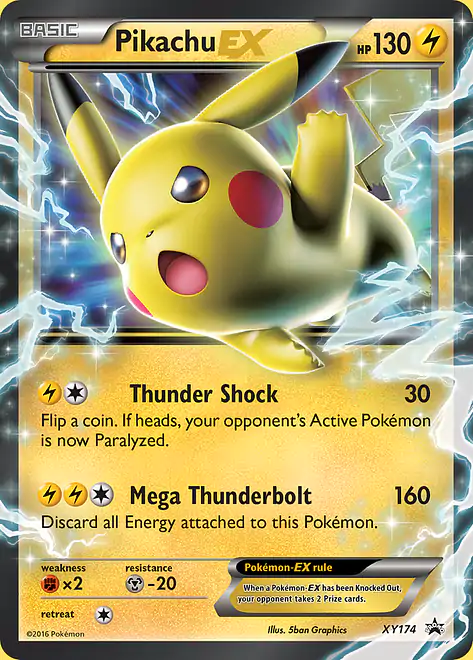 BASIC
Pikachu EX
HP 130
Thunder Shock 30
Flip a coin. If heads, your opponent's Active Pokémon
is now Paralyzed.
Mega Thunderbolt 160
Discard all Energy attached to this Pokémon.
weakness resistance
×2 -20
retreat
Pokémon-EX rule
When a Pokémon-EX has been Knocked Out,
your opponent takes 2 Prize cards.
©2016 Pokémon Illus. 5ban Graphics XY174
PROMO